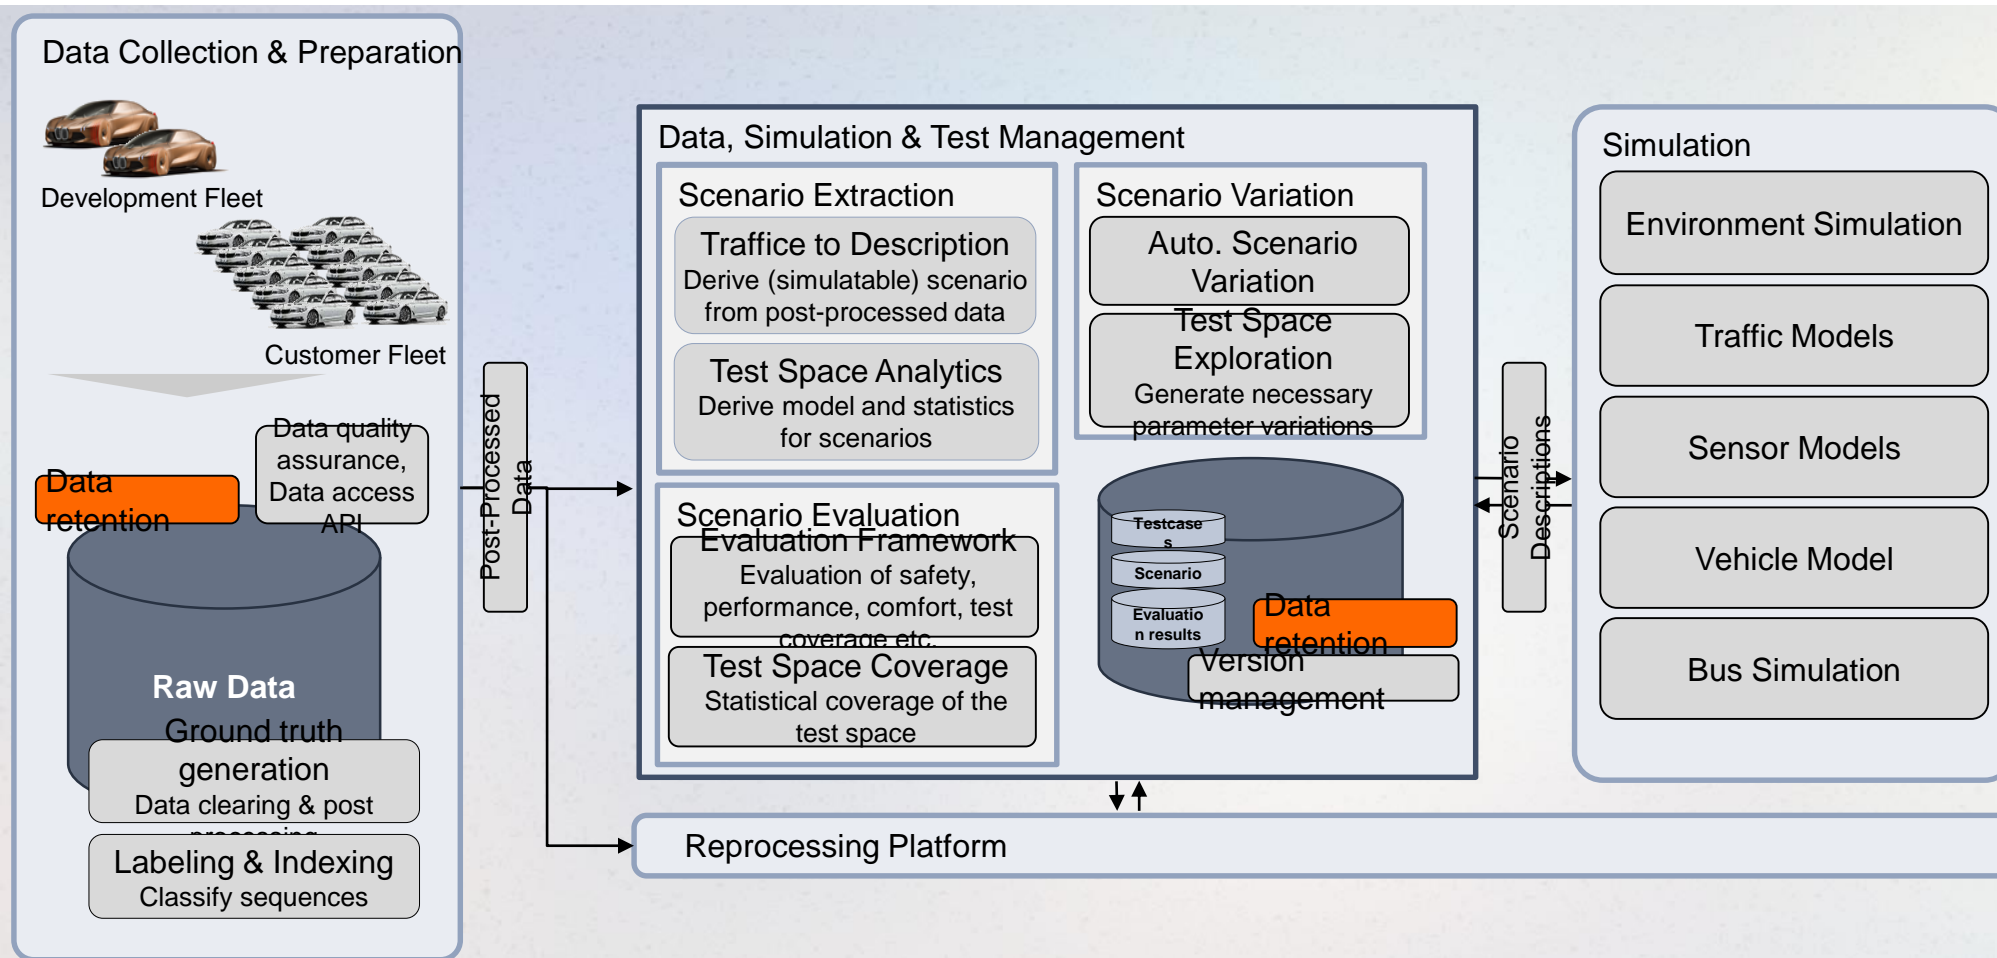 Data Collection & Preparation
Development Fleet
Customer Fleet
Data quality
assurance,
Data access
API
Data
retention
Raw Data
Ground truth
generation
Data clearing & post
processing
Labeling & Indexing
Classify sequences
Post-Processed
Data
Data, Simulation & Test Management
Scenario Extraction
Traffice to Description
Derive (simulatable) scenario
from post-processed data
Test Space Analytics
Derive model and statistics
for scenarios
Scenario Variation
Auto. Scenario
Variation
Test Space
Exploration
Generate necessary
parameter variations
Scenario Evaluation
Evaluation Framework
Evaluation of safety,
performance, comfort, test
coverage etc.
Test Space Coverage
Statistical coverage of the
test space
Testcase
s
Scenario
Evaluatio
n results
Data
retention
Version
management
Scenario
Descriptions
Simulation
Environment Simulation
Traffic Models
Sensor Models
Vehicle Model
Bus Simulation
Reprocessing Platform